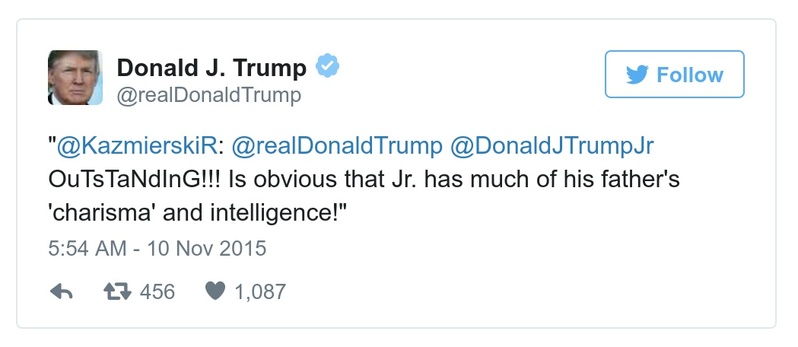 Donald J. Trump
@realDonaldTrump
Follow
"@KazmierskiR: @realDonaldTrump @DonaldJTrumpJr
OuTsTaNdInG!!! Is obvious that Jr. has much of his father's
'charisma' and intelligence!"
5:54 AM - 10 Nov 2015
456 1,087